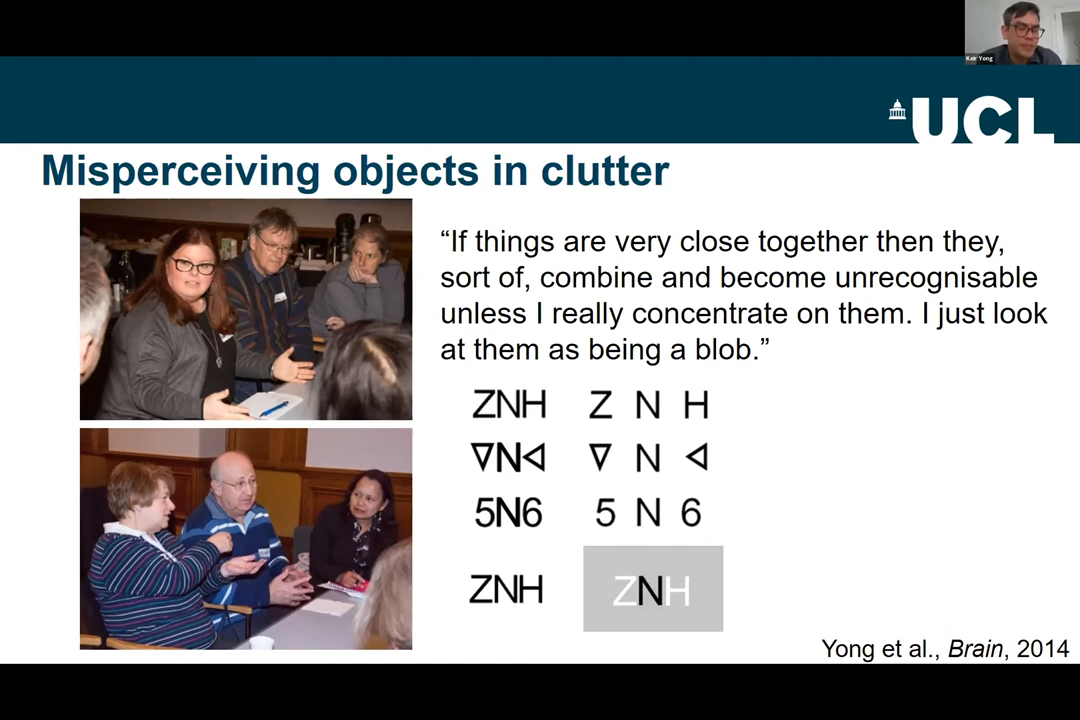 Keir Yong
UCL
Misperceiving objects in clutter
“If things are very close together then they,
sort of, combine and become unrecognisable
unless I really concentrate on them. I just look
at them as being a blob.”
ZNH Z N H
▽N◁ ▽ N ◁
5N6 5 N 6
ZNH ZNH
Yong et al., Brain, 2014